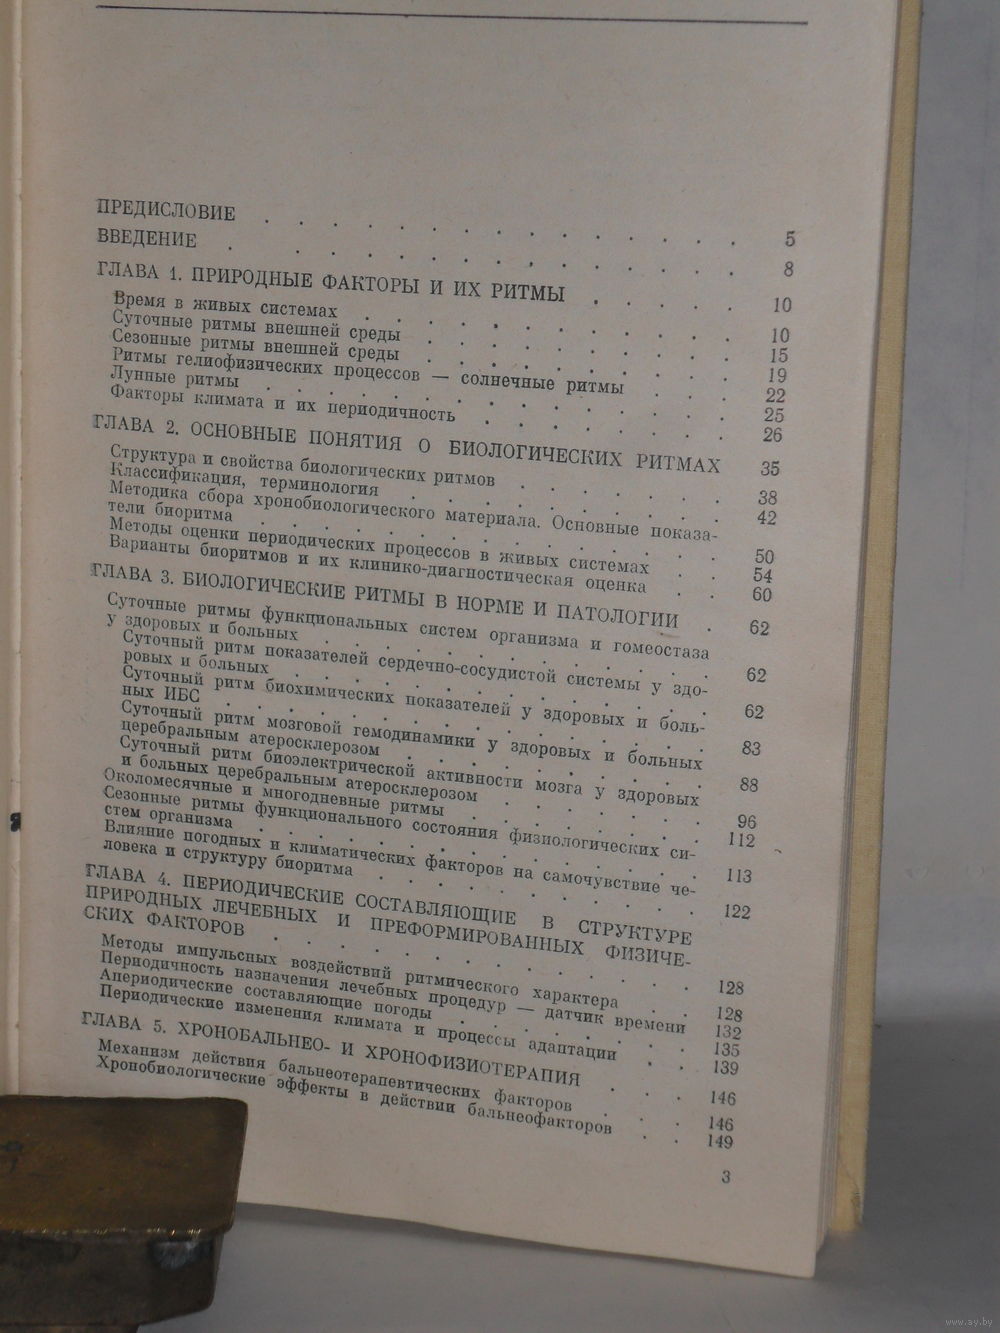 ПРЕДИСЛОВИЕ . . . . . . . . . . . . . . 5
ВВЕДЕНИЕ . . . . . . . . . . . . . . 8
ГЛАВА 1. ПРИРОДНЫЕ ФАКТОРЫ И ИХ РИТМЫ . . . . . 10
Время в живых системах . . . . . . . . . . . 10
Суточные ритмы внешней среды . . . . . . . . . 15
Сезонные ритмы внешней среды . . . . . . . . . 19
Ритмы гелиофизических процессов — солнечные ритмы . . . 22
Лунные ритмы . . . . . . . . . . . . . 25
Факторы климата и их периодичность . . . . . . . 26
ГЛАВА 2. ОСНОВНЫЕ ПОНЯТИЯ О БИОЛОГИЧЕСКИХ РИТМАХ 35
Структура и свойства биологических ритмов . . . . . . 38
Классификация, терминология . . . . . . . . . 42
Методика сбора хронобиологического материала. Основные показа-
тели биоритма . . . . . . . . . . . . . 50
Методы оценки периодических процессов в живых системах . . 54
Варианты биоритмов и их клинико-диагностическая оценка . . 60
ГЛАВА 3. БИОЛОГИЧЕСКИЕ РИТМЫ В НОРМЕ И ПАТОЛОГИИ . 62
Суточные ритмы функциональных систем организма и гомеостаза
у здоровых и больных . . . . . . . . . . . 62
Суточный ритм показателей сердечно-сосудистой системы у здо-
ровых и больных . . . . . . . . . . . . 62
Суточный ритм биохимических показателей у здоровых и боль-
ных ИБС . . . . . . . . . . . . . . 83
Суточный ритм мозговой гемодинамики у здоровых и больных
церебральным атеросклерозом . . . . . . . . . 88
Суточный ритм биоэлектрической активности мозга у здоровых
и больных церебральным атеросклерозом . . . . . . 96
Околомесячные и многодневные ритмы . . . . . . . 112
Сезонные ритмы функционального состояния физиологических си-
стем организма . . . . . . . . . . . . . 113
Влияние погодных и климатических факторов на самочувствие че-
ловека и структуру биоритма . . . . . . . . . 122
ГЛАВА 4. ПЕРИОДИЧЕСКИЕ СОСТАВЛЯЮЩИЕ В СТРУКТУРЕ
ПРИРОДНЫХ ЛЕЧЕБНЫХ И ПРЕФОРМИРОВАННЫХ ФИЗИЧЕ-
СКИХ ФАКТОРОВ . . . . . . . . . . . . . 128
Методы импульсных воздействий ритмического характера . . 128
Периодичность назначения лечебных процедур — датчик времени 132
Апериодические составляющие погоды . . . . . . . 135
Периодические изменения климата и процессы адаптации . . 139
ГЛАВА 5. ХРОНОБАЛЬНЕО- И ХРОНОФИЗИОТЕРАПИЯ . . . 146
Механизм действия бальнеотерапевтических факторов . . . 146
Хронобиологические эффекты в действии бальнеофакторов . . 149
3
www.ay.by